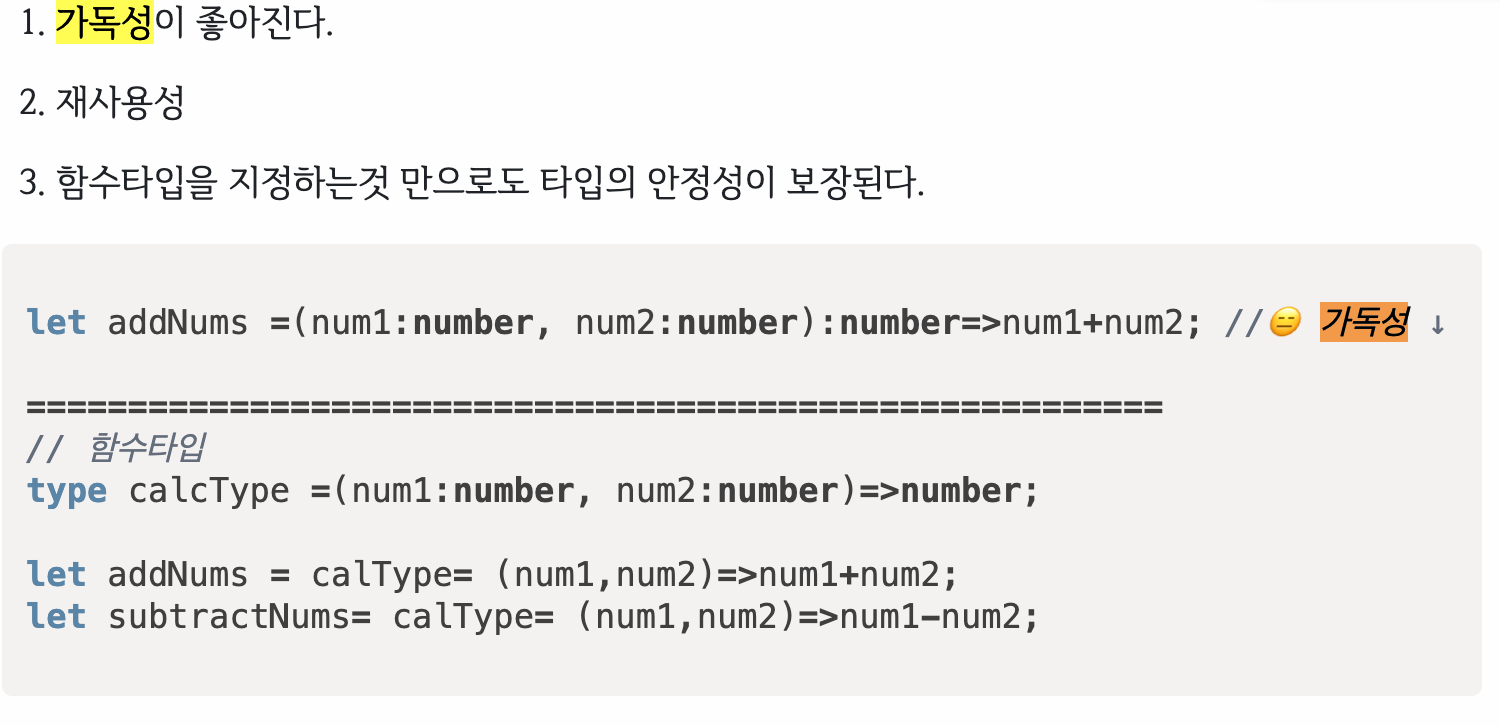 1. 가독성이 좋아진다.
2. 재사용성
3. 함수타입을 지정하는것 만으로도 타입의 안정성이 보장된다.
let addNums =(num1:number, num2:number):number=>num1+num2; //😑 가독성 ↓
========================================================
// 함수타입
type calcType =(num1:number, num2:number)=>number;
let addNums = calType= (num1,num2)=>num1+num2;
let subtractNums= calType= (num1,num2)=>num1-num2;